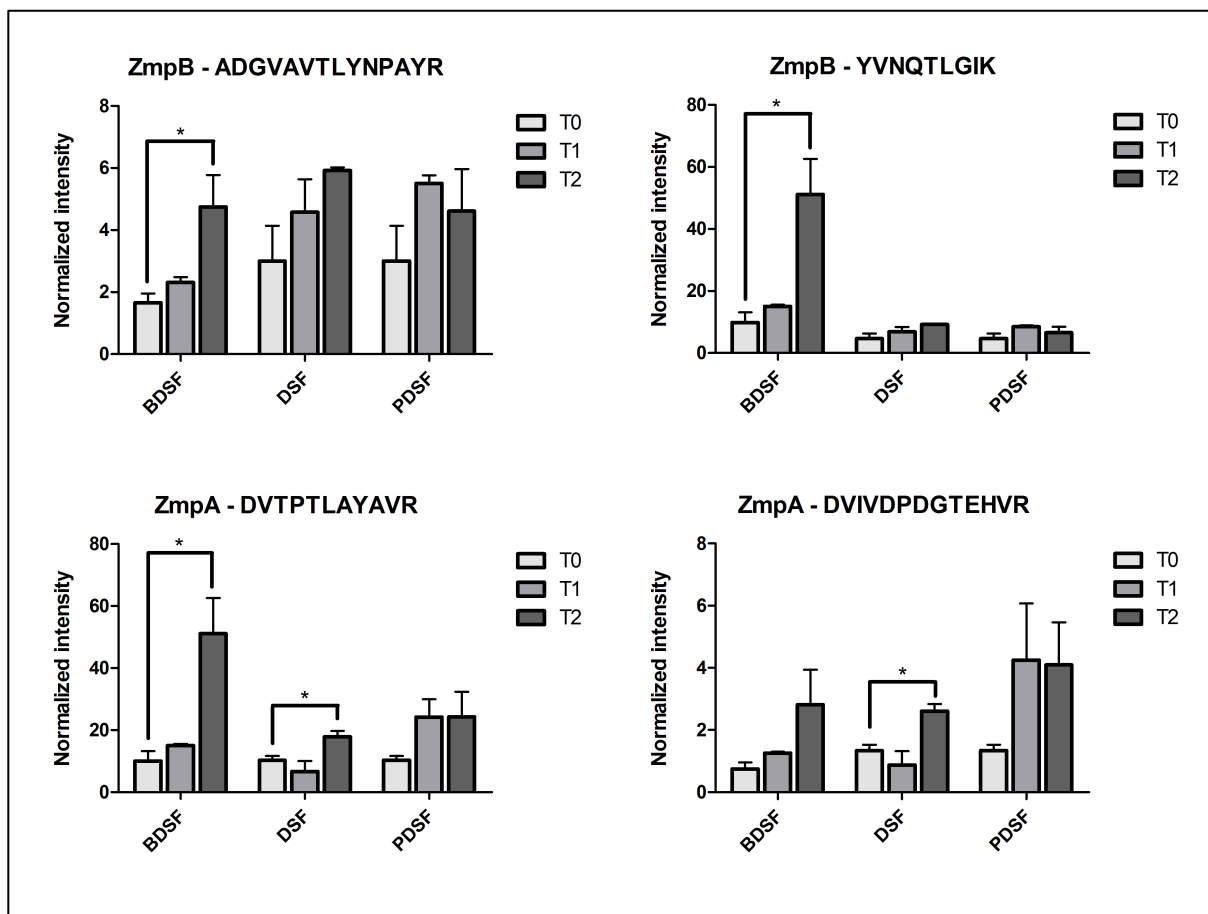 ZmpB - ADGVAVTLYNPAYR
Normalized intensity
8
6
4
2
0
*
BDSF
DSF
PDSF
T0
T1
T2
ZmpB - YVNQTLGIK
Normalized intensity
80
60
40
20
0
*
BDSF
DSF
PDSF
T0
T1
T2
ZmpA - DVTPTLAYAVR
Normalized intensity
80
60
40
20
0
*
*
BDSF
DSF
PDSF
T0
T1
T2
ZmpA - DVIVDPDGTEHVR
Normalized intensity
8
6
4
2
0
*
BDSF
DSF
PDSF
T0
T1
T2